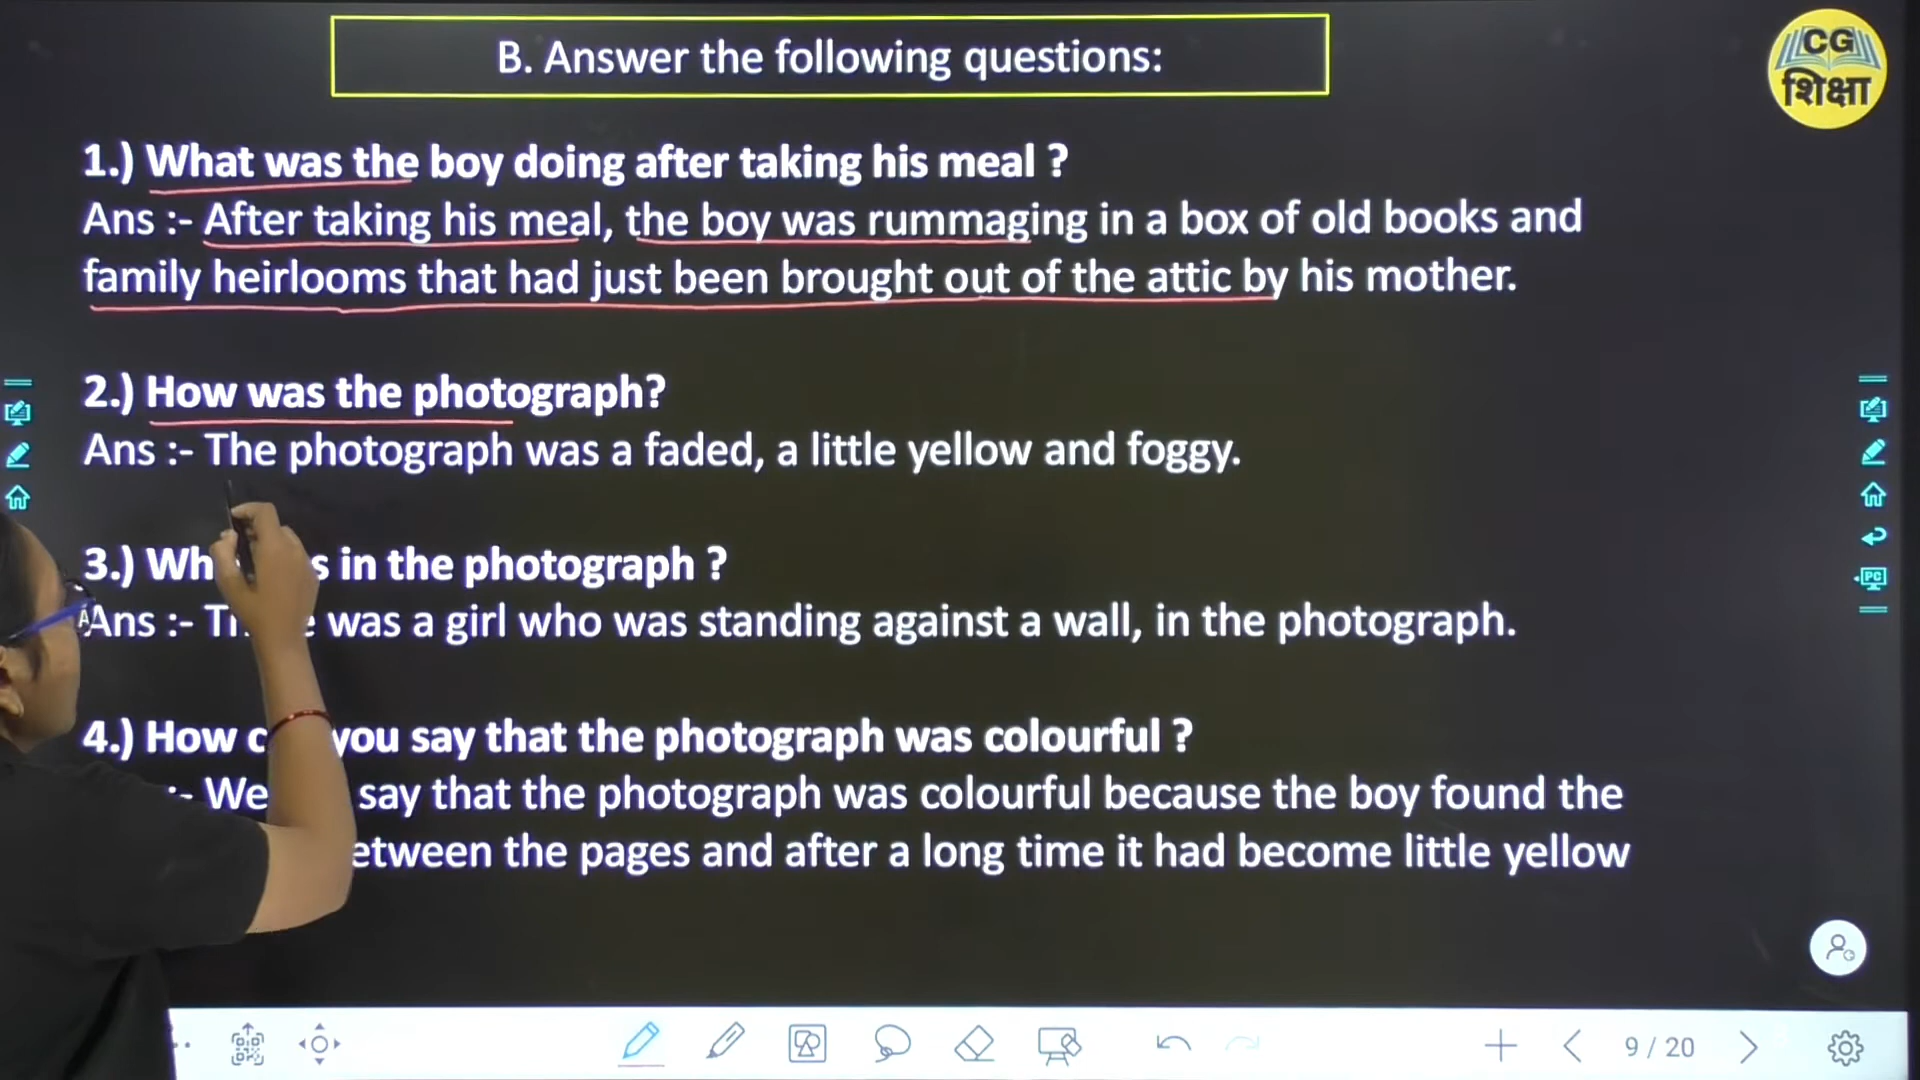 B. Answer the following questions:
CG
शिक्षा
1.) What was the boy doing after taking his meal ?
Ans :- After taking his meal, the boy was rummaging in a box of old books and
family heirlooms that had just been brought out of the attic by his mother.
2.) How was the photograph?
Ans :- The photograph was a faded, a little yellow and foggy.
3.) in the photograph ?
Ans :- was a girl who was standing against a wall, in the photograph.
4.) How you say that the photograph was colourful ?
:- We say that the photograph was colourful because the boy found the
the pages and after a long time it had become little yellow
PC
9 / 20